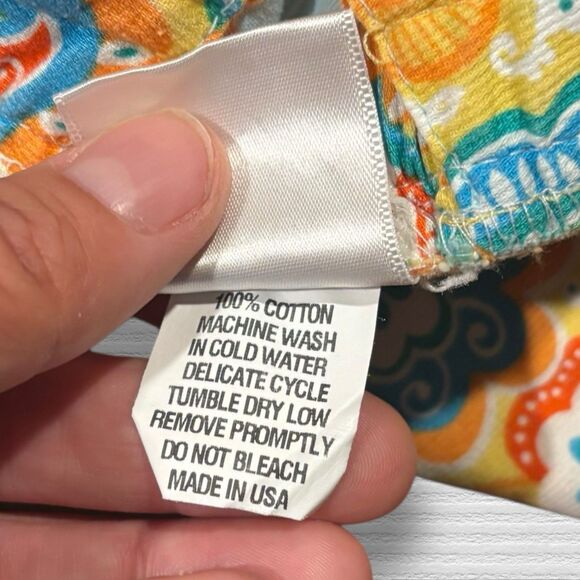 100% COTTON
MACHINE WASH
IN COLD WATER
DELICATE CYCLE
TUMBLE DRY LOW
REMOVE PROMPTLY
DO NOT BLEACH
MADE IN USA